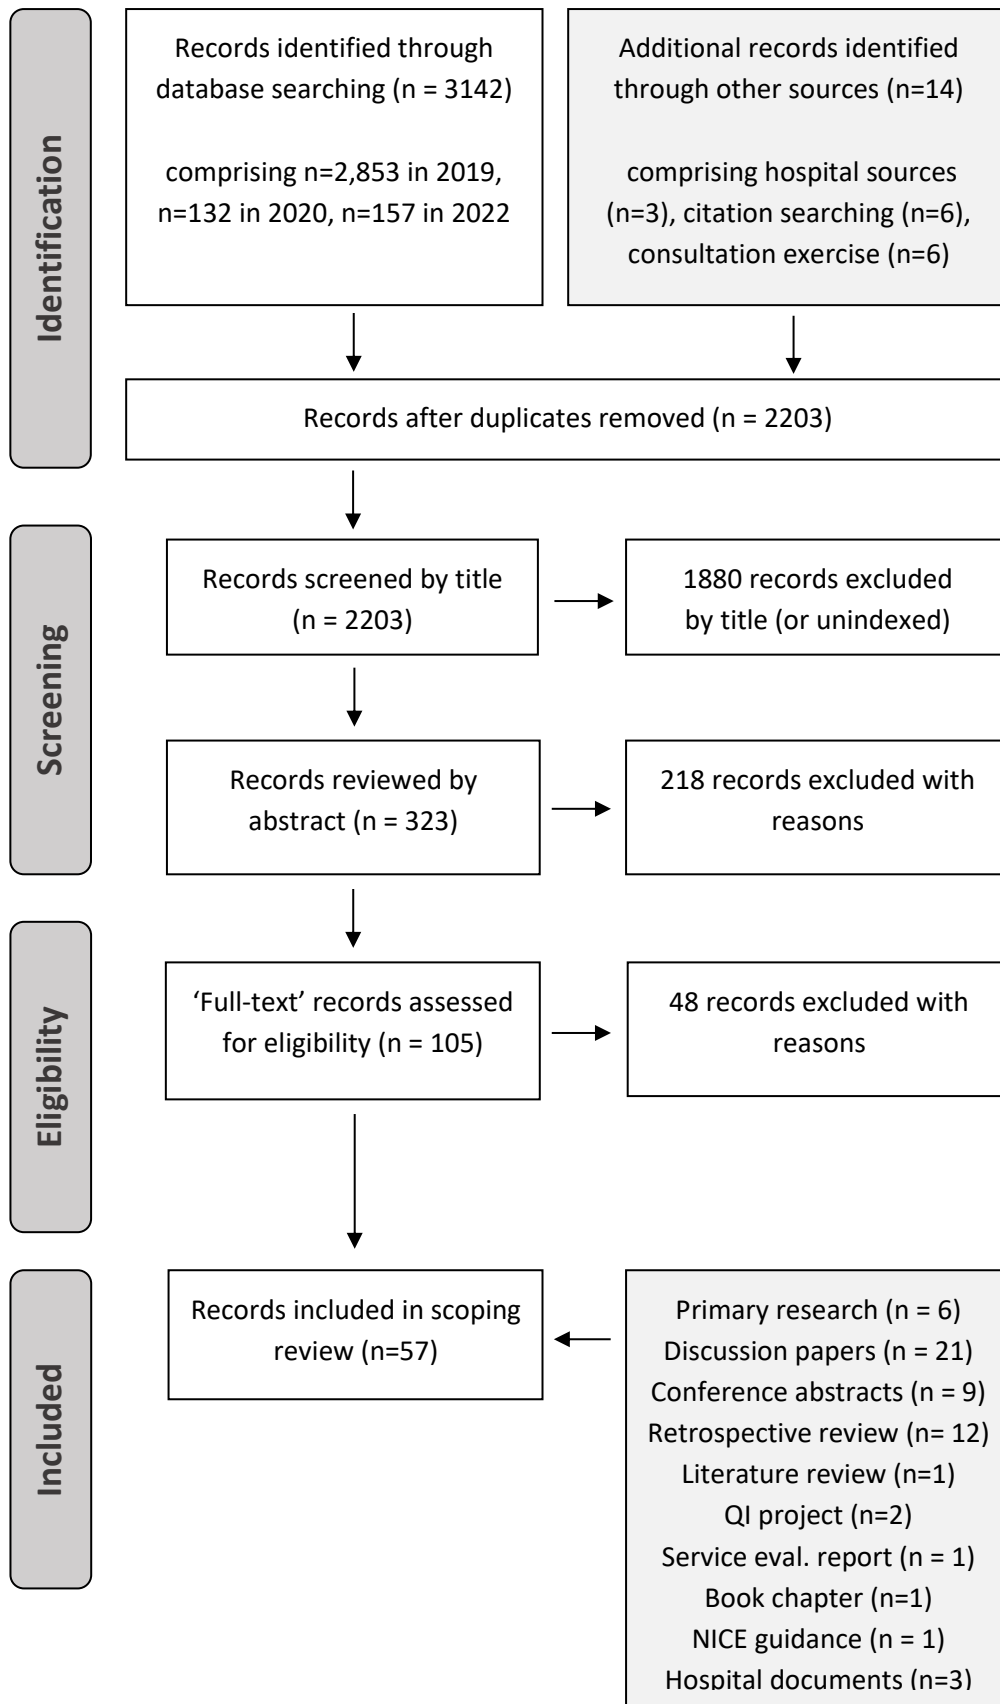 Identification
Records identified through
database searching (n = 3142)
comprising n=2,853 in 2019,
n=132 in 2020, n=157 in 2022
Additional records identified
through other sources (n=14)
comprising hospital sources
(n=3), citation searching (n=6),
consultation exercise (n=6)
Records after duplicates removed (n = 2203)
Screening
Records screened by title
(n = 2203)
1880 records excluded
by title (or unindexed)
Records reviewed by
abstract (n = 323)
218 records excluded with
reasons
Eligibility
‘Full-text’ records assessed
for eligibility (n = 105)
48 records excluded with
reasons
Included
Records included in scoping
review (n=57)
Primary research (n = 6)
Discussion papers (n = 21)
Conference abstracts (n = 9)
Retrospective review (n= 12)
Literature review (n=1)
QI project (n=2)
Service eval. report (n = 1)
Book chapter (n=1)
NICE guidance (n = 1)
Hospital documents (n=3)